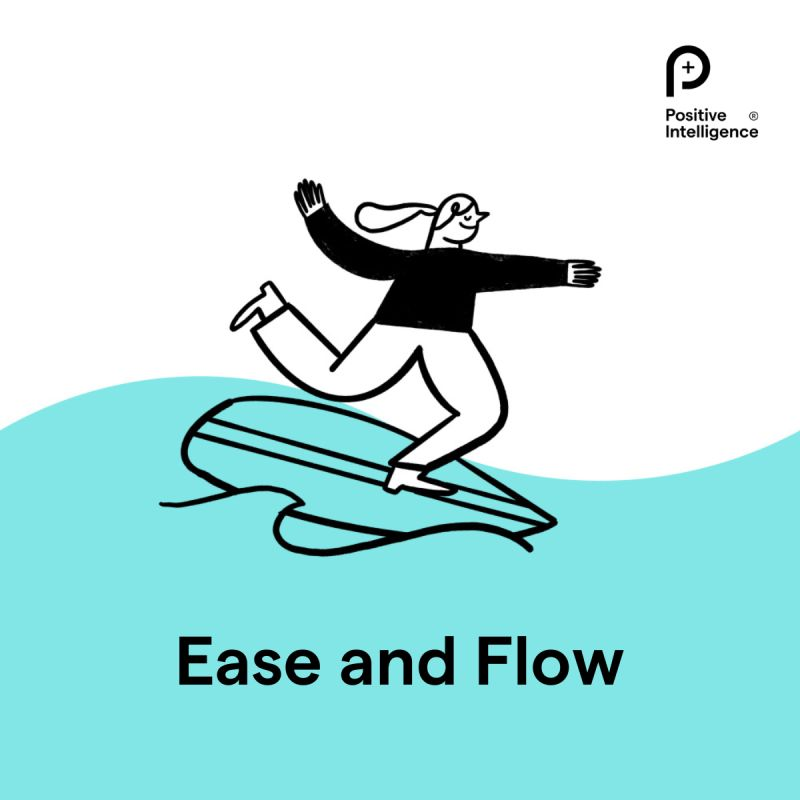 Positive ®
Intelligence
Ease and Flow